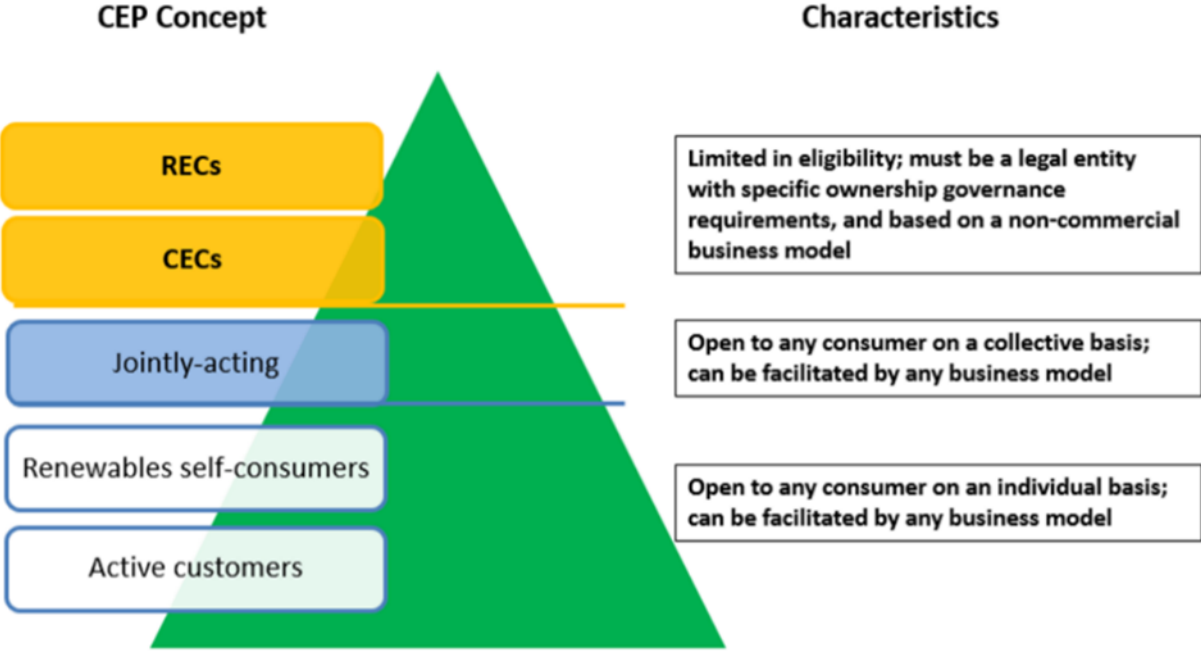 CEP Concept
Characteristics
RECs
CECs
Jointly-acting
Renewables self-consumers
Active customers
Limited in eligibility; must be a legal entity
with specific ownership governance
requirements, and based on a non-commercial
business model
Open to any consumer on a collective basis;
can be facilitated by any business model
Open to any consumer on an individual basis;
can be facilitated by any business model